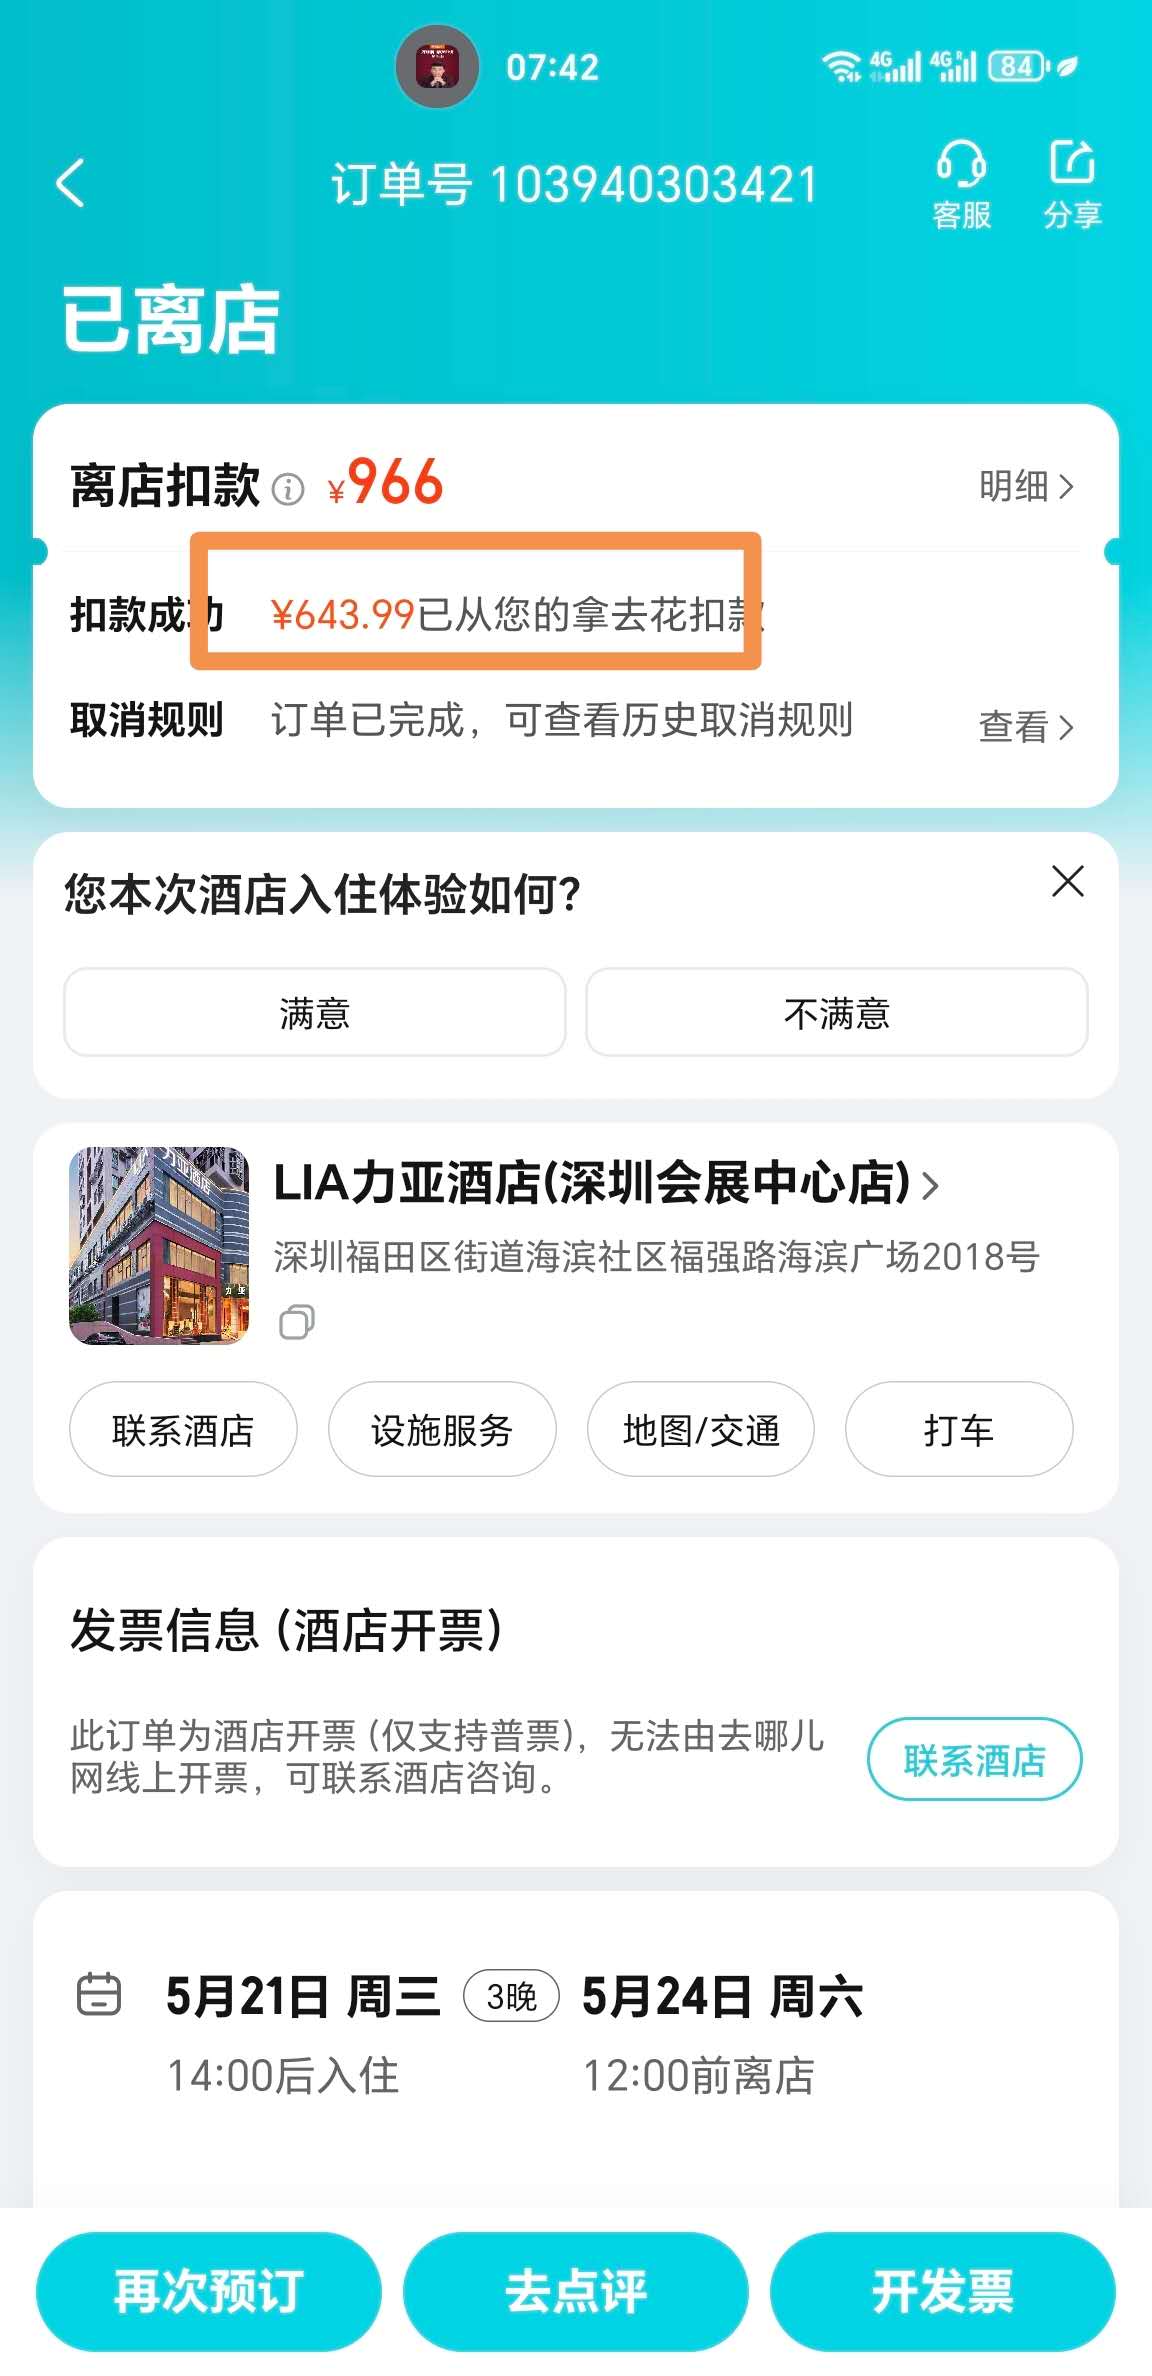 07:42
4G
4G R
84
订单号 103940303421
客服
分享
已离店
离店扣款 ¥966
明细
扣款成功 ¥643.99已从您的拿去花扣款
取消规则 订单已完成，可查看历史取消规则
查看
您本次酒店入住体验如何？
满意
不满意
力亚酒店
力亚
LIA力亚酒店(深圳会展中心店)
深圳福田区街道海滨社区福强路海滨广场2018号
联系酒店
设施服务
地图/交通
打车
发票信息 (酒店开票)
此订单为酒店开票 (仅支持普票)，无法由去哪儿
网线上开票，可联系酒店咨询。
联系酒店
5月21日 周三 3晚 5月24日 周六
14:00后入住 12:00前离店
再次预订
去点评
开发票